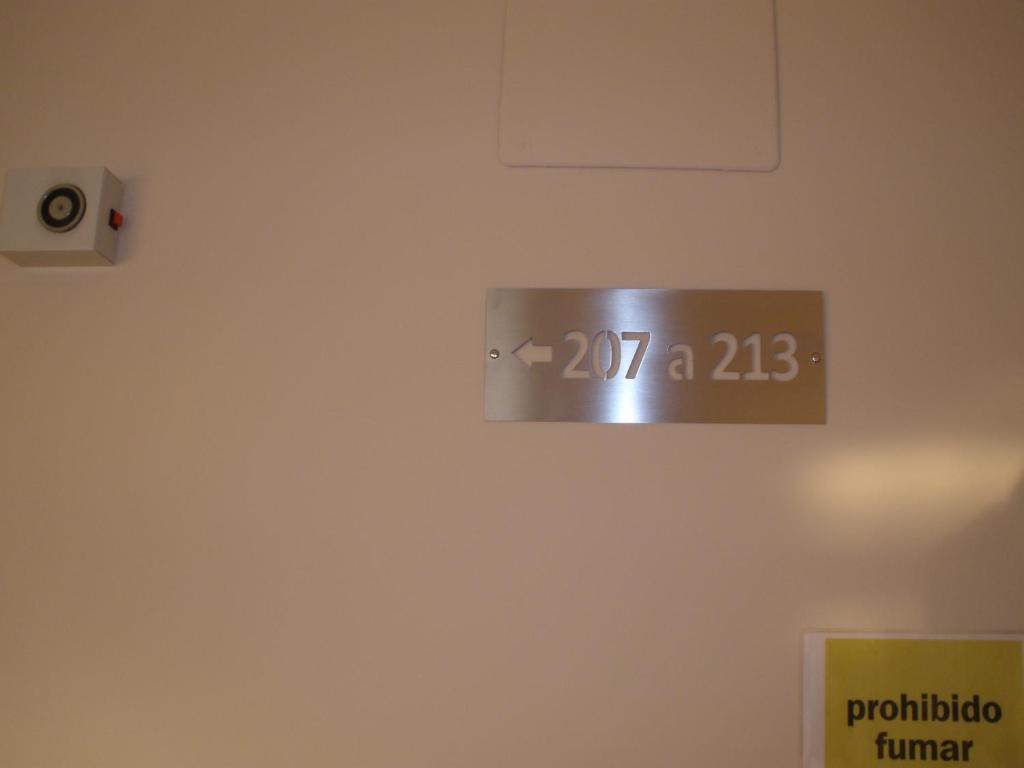 ← 207 a 213
prohibido
fumar